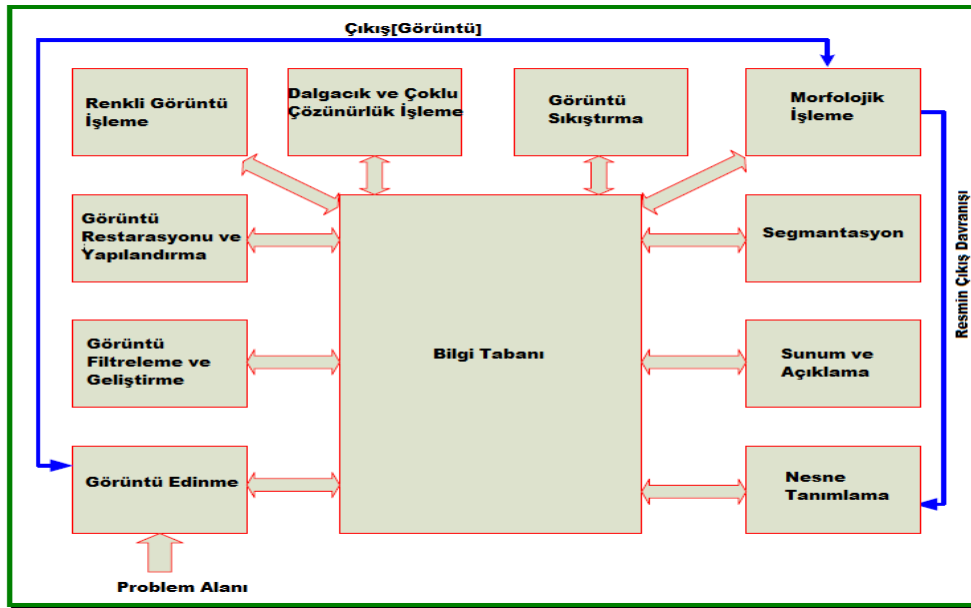 Çıkış[Görüntü]
Renkli Görüntü
İşleme
Dalgacık ve Çoklu
Çözünürlük İşleme
Görüntü
Sıkıştırma
Morfolojik
İşleme
Görüntü
Restarasyonu ve
Yapılandırma
Segmantasyon
Resmin Çıkış Davranışı
Görüntü
Filtreleme ve
Geliştirme
Bilgi Tabanı
Sunum ve
Açıklama
Görüntü Edinme
Nesne
Tanımlama
Problem Alanı